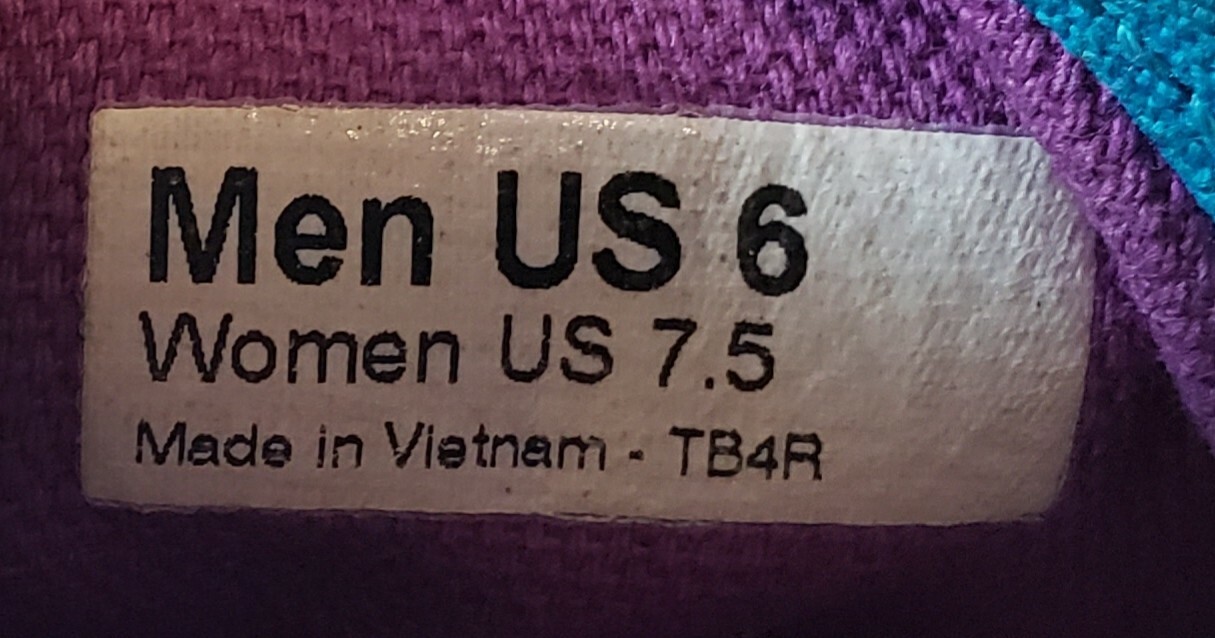 Men US 6
Women US 7.5
Made in Vietnam - TB4R